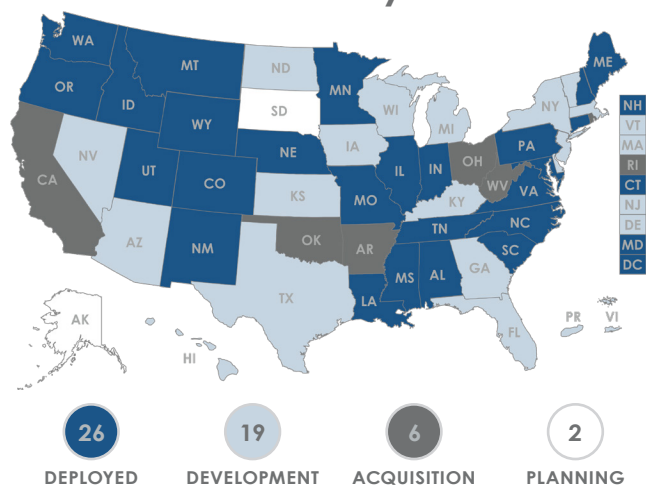 WA
MT
ND
ME
OR
MN
ID
SD
WI
NY
NH
WY
MI
VT
IA
PA
MA
NV
NE
OH
RI
UT
IL
IN
CT
CA
CO
WV
VA
NJ
KS
MO
KY
DE
NC
MD
TN
DC
AZ
NM
OK
AR
SC
MS
AL
GA
TX
LA
AK
PR
VI
HI
FL
26
19
6
2
DEPLOYED
DEVELOPMENT
ACQUISITION
PLANNING